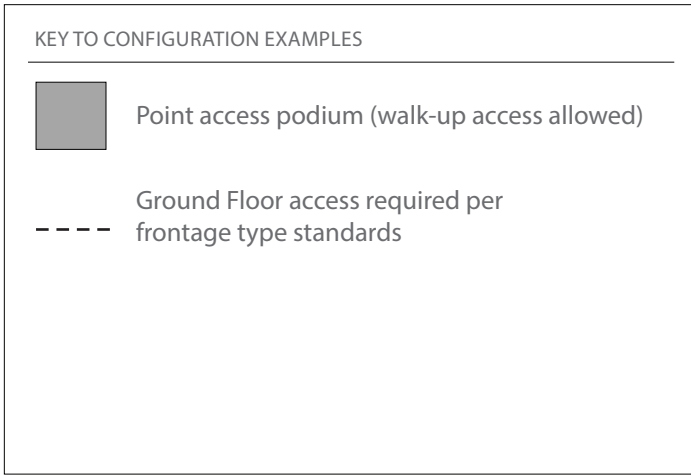 KEY TO CONFIGURATION EXAMPLES
Point access podium (walk-up access allowed)
Ground Floor access required per
frontage type standards